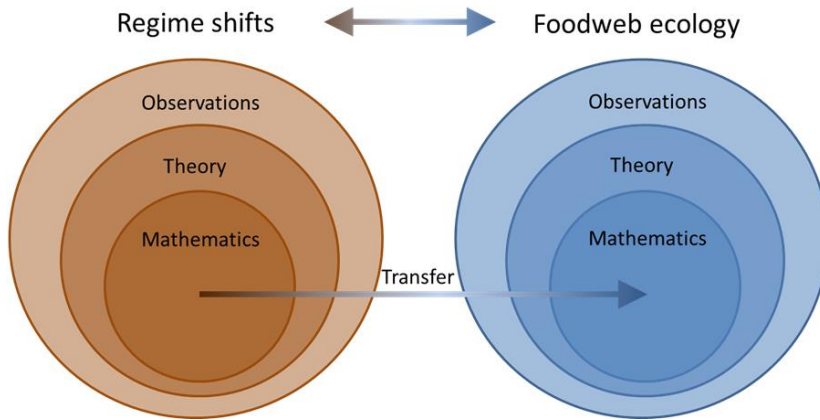 Regime shifts
Foodweb ecology
Observations
Theory
Mathematics
Observations
Theory
Mathematics
Transfer